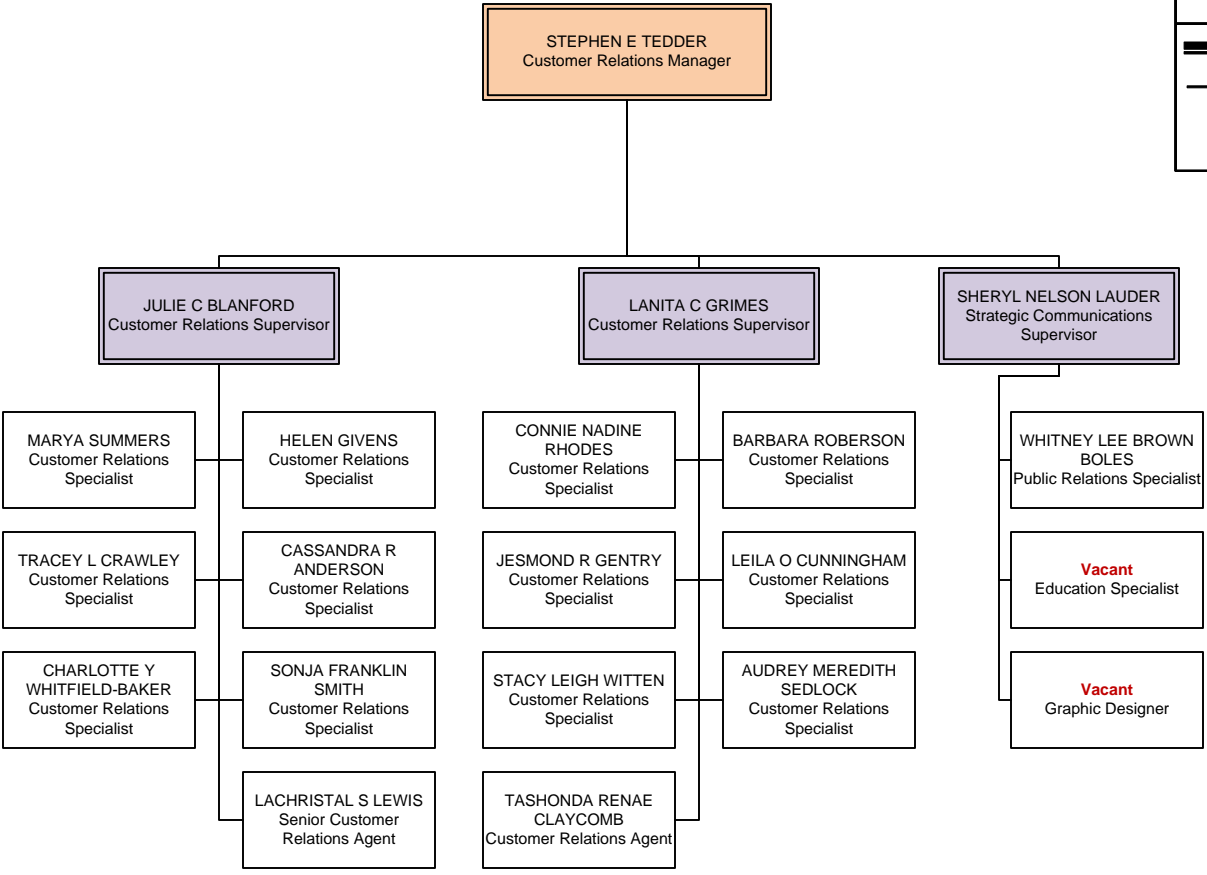 STEPHEN E TEDDER
Customer Relations Manager
JULIE C BLANFORD
Customer Relations Supervisor
LANITA C GRIMES
Customer Relations Supervisor
SHERYL NELSON LAUDER
Strategic Communications
Supervisor
MARYA SUMMERS
Customer Relations
Specialist
HELEN GIVENS
Customer Relations
Specialist
CONNIE NADINE
RHODES
Customer Relations
Specialist
BARBARA ROBERSON
Customer Relations
Specialist
WHITNEY LEE BROWN
BOLES
Public Relations Specialist
TRACEY L CRAWLEY
Customer Relations
Specialist
CASSANDRA R
ANDERSON
Customer Relations
Specialist
JESMOND R GENTRY
Customer Relations
Specialist
LEILA O CUNNINGHAM
Customer Relations
Specialist
Vacant
Education Specialist
CHARLOTTE Y
WHITFIELD-BAKER
Customer Relations
Specialist
SONJA FRANKLIN
SMITH
Customer Relations
Specialist
STACY LEIGH WITTEN
Customer Relations
Specialist
AUDREY MEREDITH
SEDLOCK
Customer Relations
Specialist
Vacant
Graphic Designer
LACHRISTAL S LEWIS
Senior Customer
Relations Agent
TASHONDA RENAE
CLAYCOMB
Customer Relations Agent